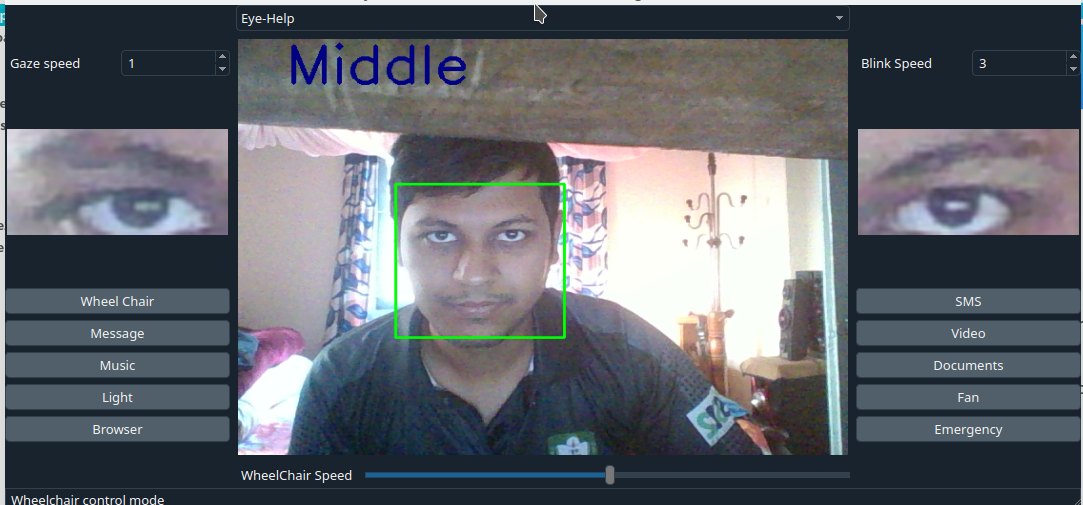 Eye-Help
Gaze speed
1
Middle
Blink Speed
3
Wheel Chair
Message
Music
Light
Browser
SMS
Video
Documents
Fan
Emergency
WheelChair Speed
Wheelchair control mode